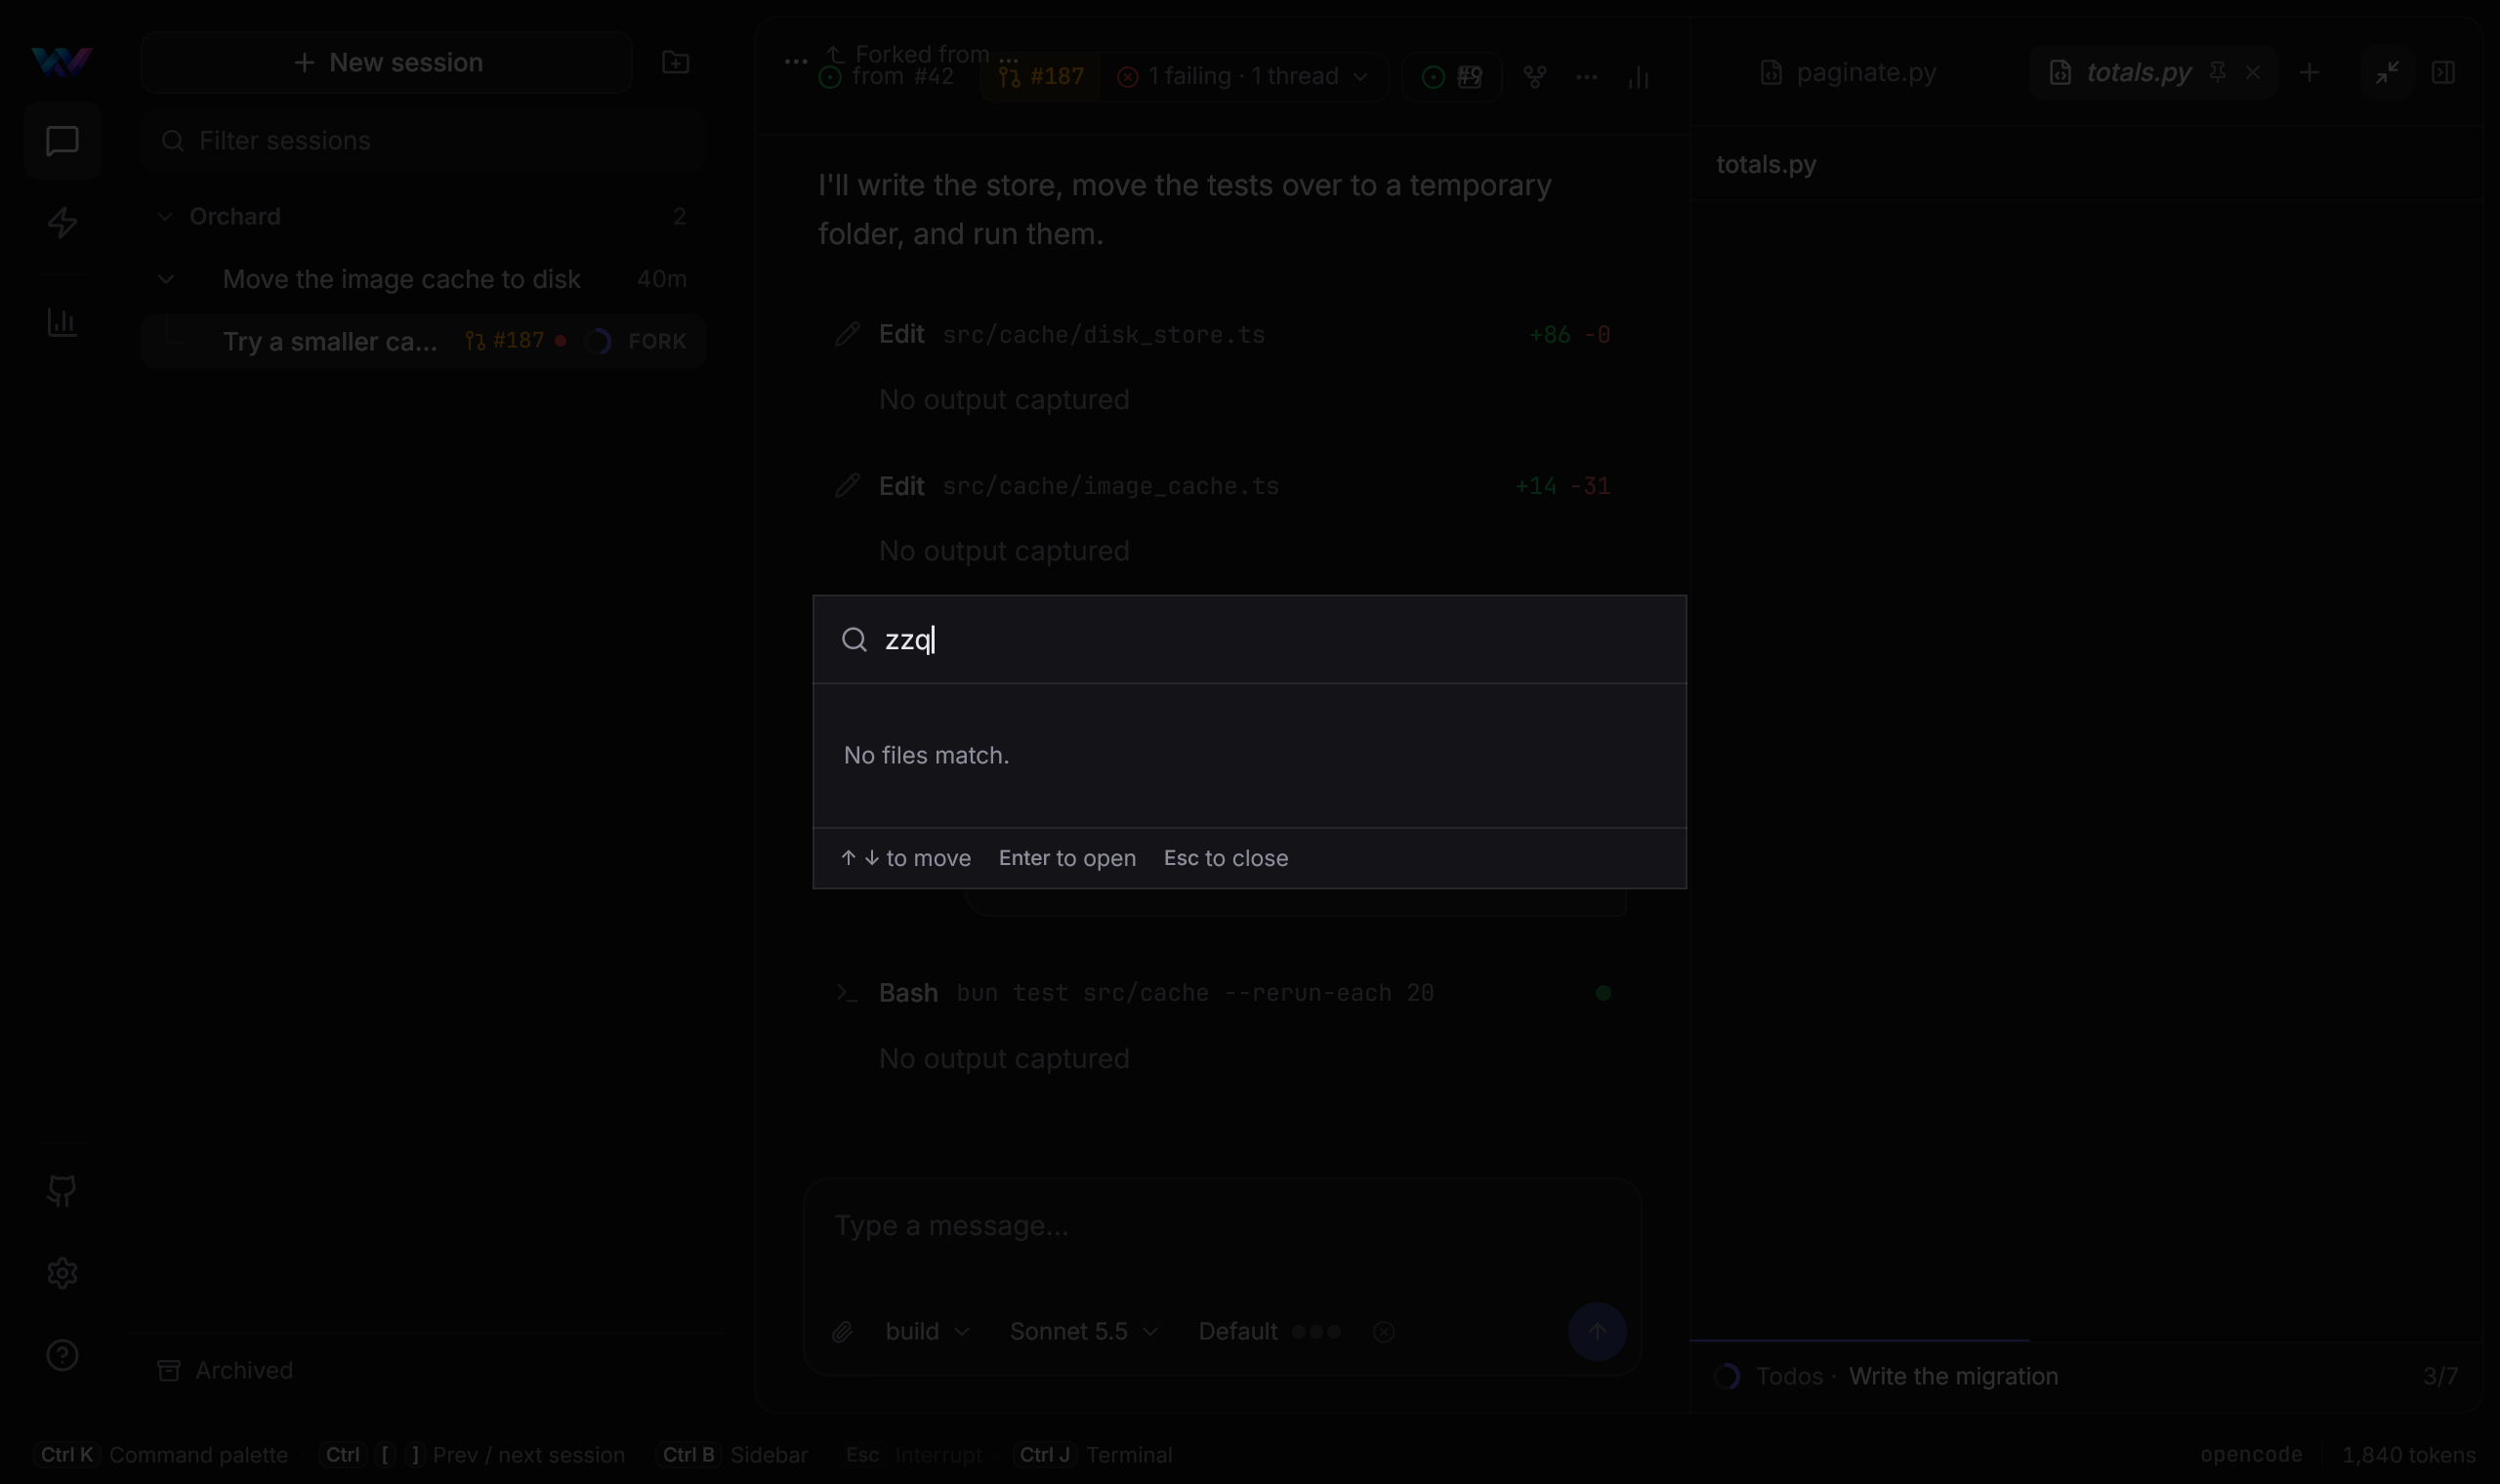 New session
Filter sessions
Orchard 2
Move the image cache to disk 40m
Try a smaller ca... #187 FORK
Archived
Forked from ...
from #42 #187 1 failing · 1 thread #9
I'll write the store, move the tests over to a temporary
folder, and run them.
Edit src/cache/disk_store.ts +86 -0
No output captured
Edit src/cache/image_cache.ts +14 -31
No output captured
zzq
No files match.
↑ ↓ to move Enter to open Esc to close
Bash bun test src/cache --rerun-each 20
No output captured
Type a message...
build Sonnet 5.5 Default
paginate.py totals.py
totals.py
Todos · Write the migration 3/7
Ctrl K Command palette Ctrl [ ] Prev / next session Ctrl B Sidebar Esc Interrupt Ctrl J Terminal opencode 1,840 tokens